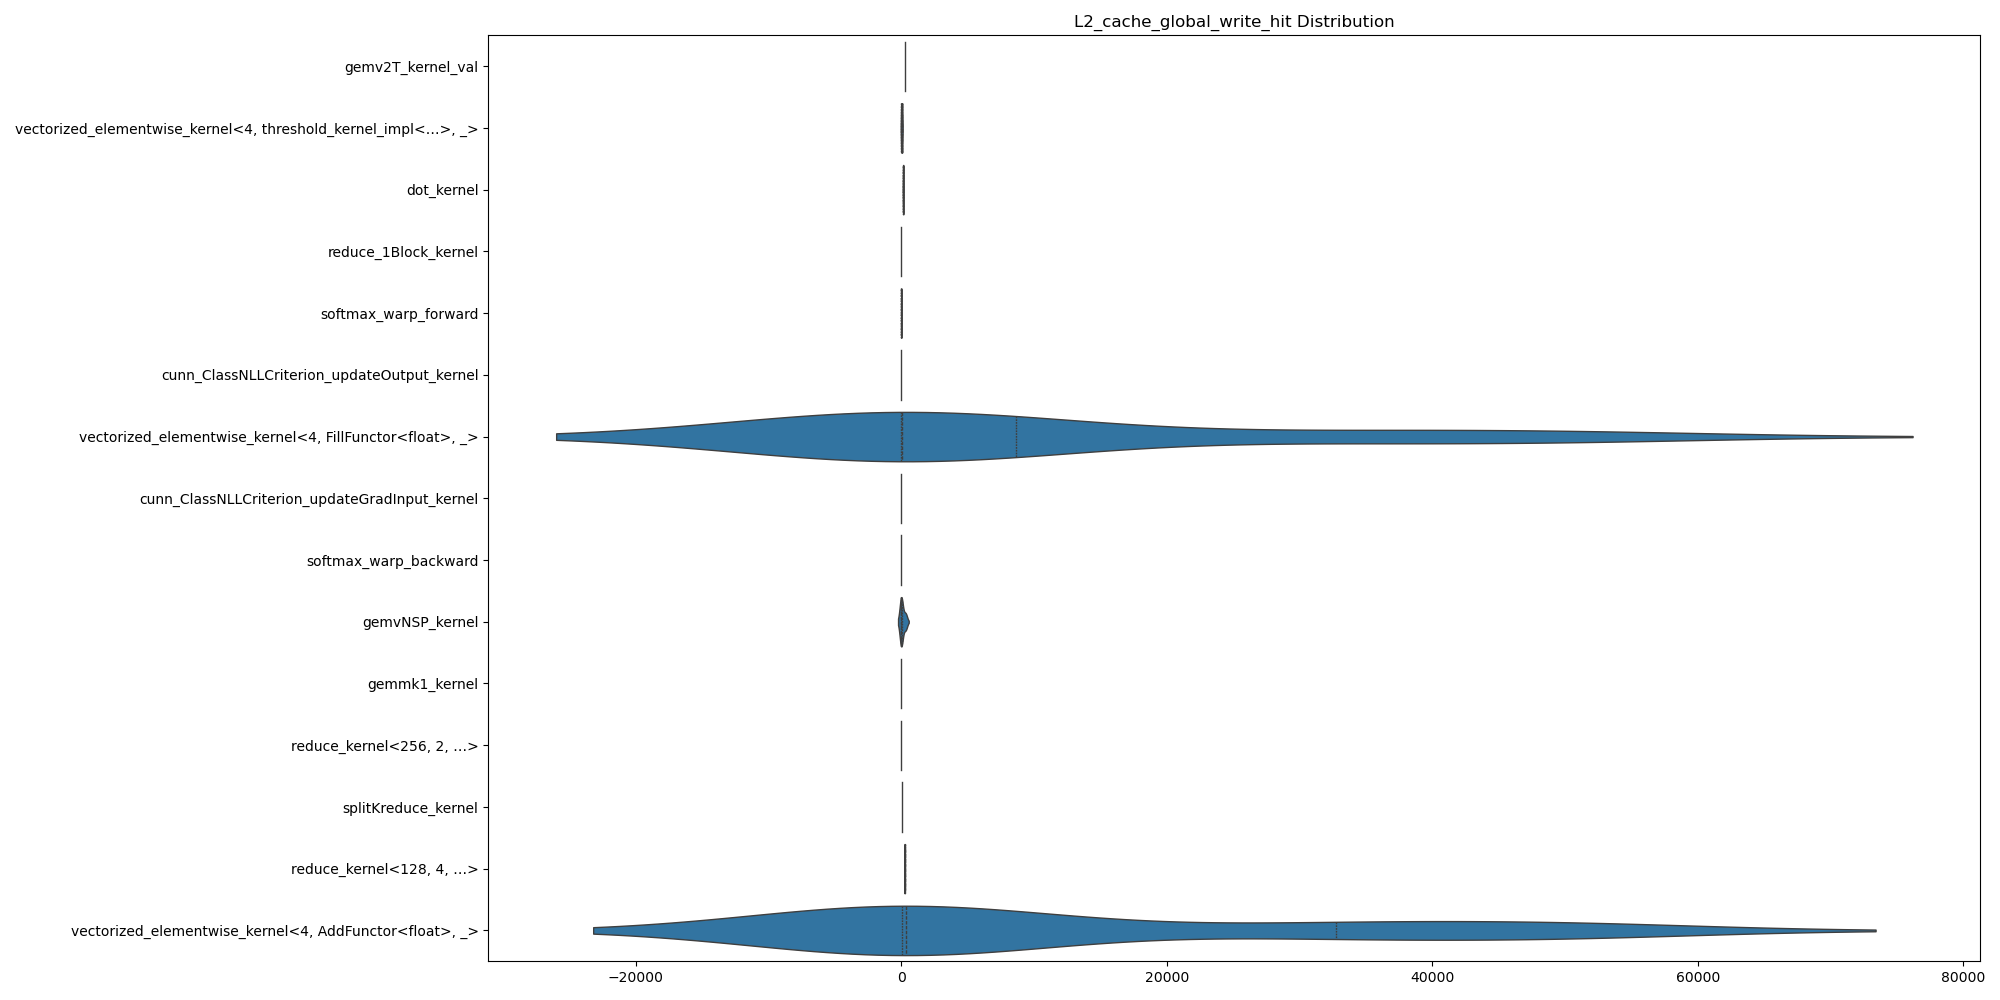 L2_cache_global_write_hit Distribution
gemv2T_kernel_val
vectorized_elementwise_kernel<4, threshold_kernel_impl<...>, _>
dot_kernel
reduce_1Block_kernel
softmax_warp_forward
cunn_ClassNLLCriterion_updateOutput_kernel
vectorized_elementwise_kernel<4, FillFunctor<float>, _>
cunn_ClassNLLCriterion_updateGradInput_kernel
softmax_warp_backward
gemvNSP_kernel
gemmk1_kernel
reduce_kernel<256, 2, ...>
splitKreduce_kernel
reduce_kernel<128, 4, ...>
vectorized_elementwise_kernel<4, AddFunctor<float>, _>
−20000 0 20000 40000 60000 80000